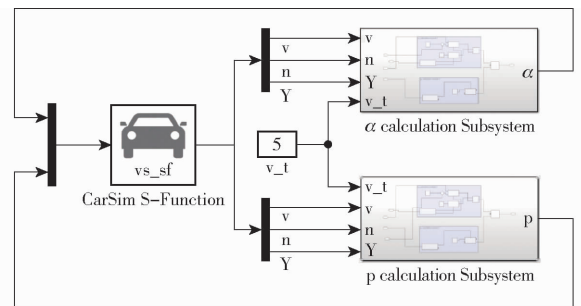 v
n
Y
v
n
Y
v_t
α
α calculation Subsystem
vs_sf
CarSim S-Function
5
v_t
v_t
v
n
Y
p
v
n
Y
p calculation Subsystem